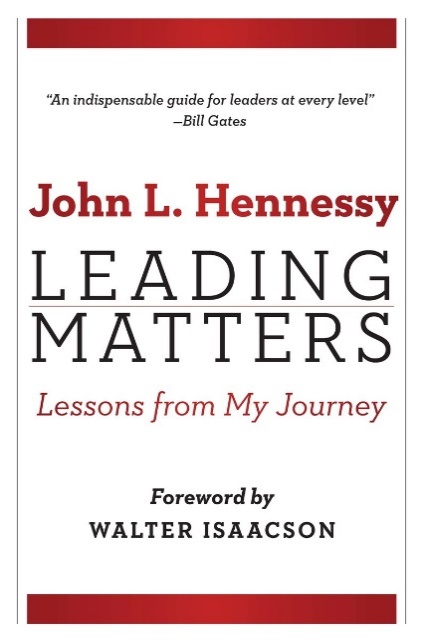 “An indispensable guide for leaders at every level”
—Bill Gates
John L. Hennessy
LEADING
MATTERS
Lessons from My Journey
Foreword by
WALTER ISAACSON